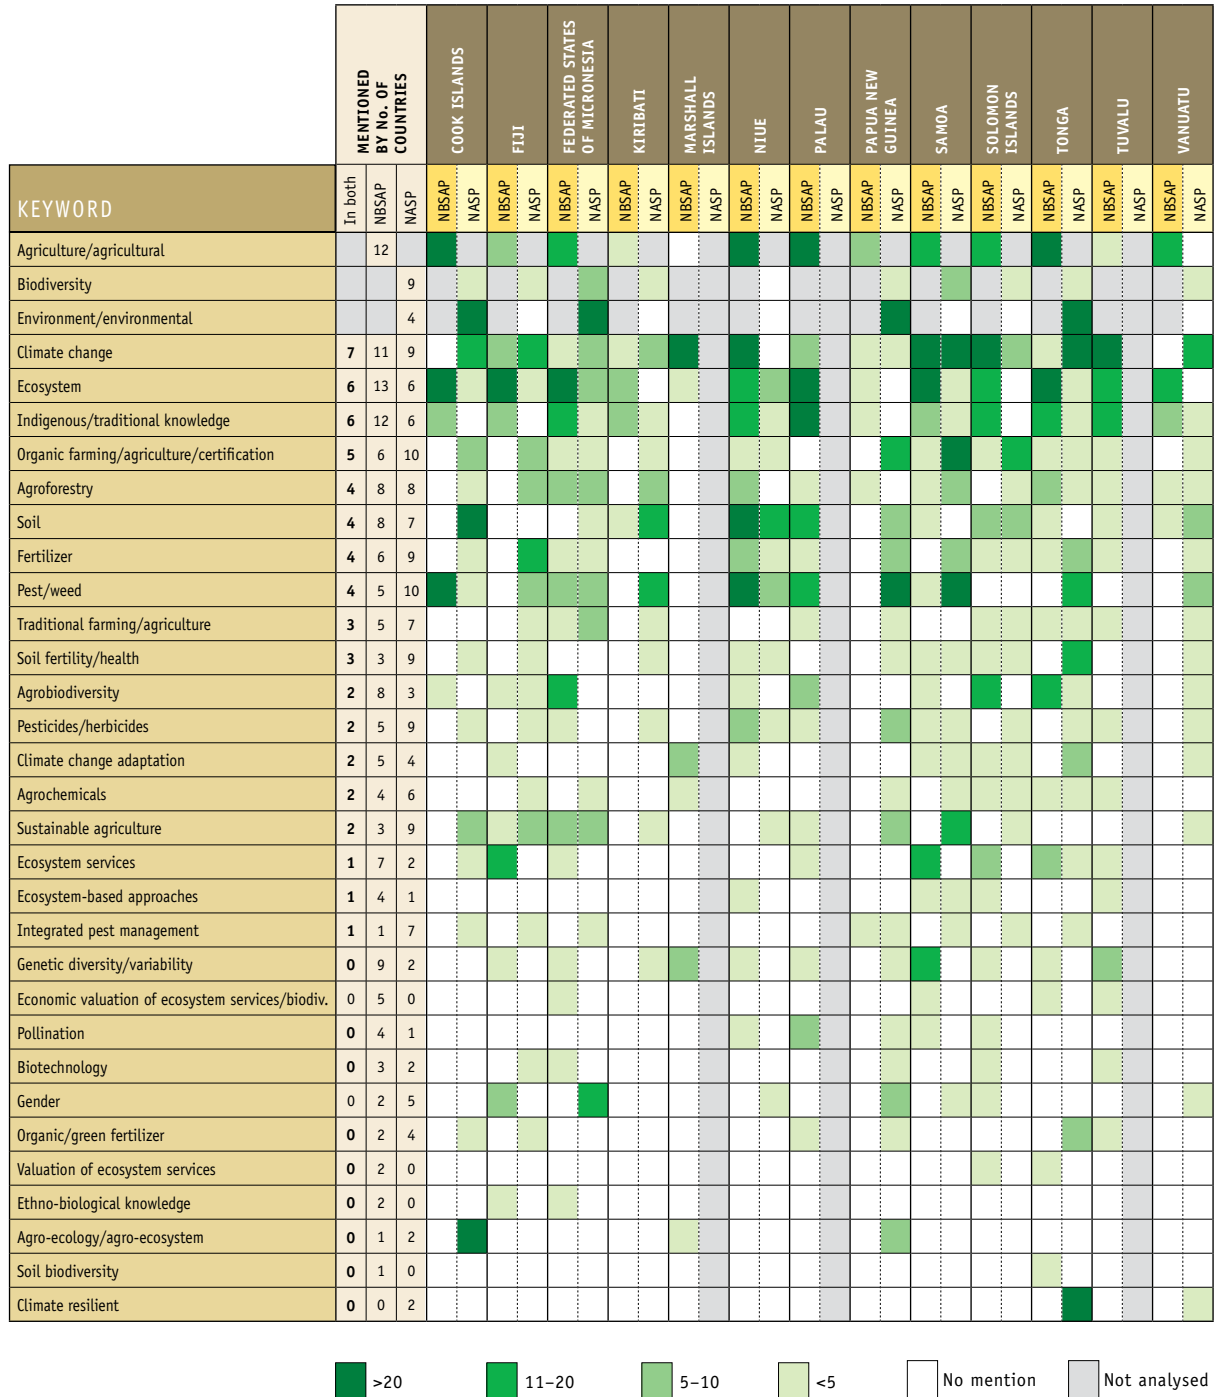 MENTIONED
BY No. OF
COUNTRIES
COOK ISLANDS
FIJI
FEDERATED STATES
OF MICRONESIA
KIRIBATI
MARSHALL
ISLANDS
NIUE
PALAU
PAPUA NEW
GUINEA
SAMOA
SOLOMON
ISLANDS
TONGA
TUVALU
VANUATU
KEYWORD In both NBSAP NASP NBSAP NASP NBSAP NASP NBSAP NASP NBSAP NASP NBSAP NASP NBSAP NASP NBSAP NASP NBSAP NASP NBSAP NASP NBSAP NASP NBSAP NASP NBSAP NASP NBSAP NASP
Agriculture/agricultural 12
Biodiversity 9
Environment/environmental 4
Climate change 7 11 9
Ecosystem 6 13 6
Indigenous/traditional knowledge 6 12 6
Organic farming/agriculture/certification 5 6 10
Agroforestry 4 8 8
Soil 4 8 7
Fertilizer 4 6 9
Pest/weed 4 5 10
Traditional farming/agriculture 3 5 7
Soil fertility/health 3 3 9
Agrobiodiversity 2 8 3
Pesticides/herbicides 2 5 9
Climate change adaptation 2 5 4
Agrochemicals 2 4 6
Sustainable agriculture 2 3 9
Ecosystem services 1 7 2
Ecosystem-based approaches 1 4 1
Integrated pest management 1 1 7
Genetic diversity/variability 0 9 2
Economic valuation of ecosystem services/biodiv. 0 5 0
Pollination 0 4 1
Biotechnology 0 3 2
Gender 0 2 5
Organic/green fertilizer 0 2 4
Valuation of ecosystem services 0 2 0
Ethno-biological knowledge 0 2 0
Agro-ecology/agro-ecosystem 0 1 2
Soil biodiversity 0 1 0
Climate resilient 0 0 2
>20 11–20 5–10 <5 No mention Not analysed